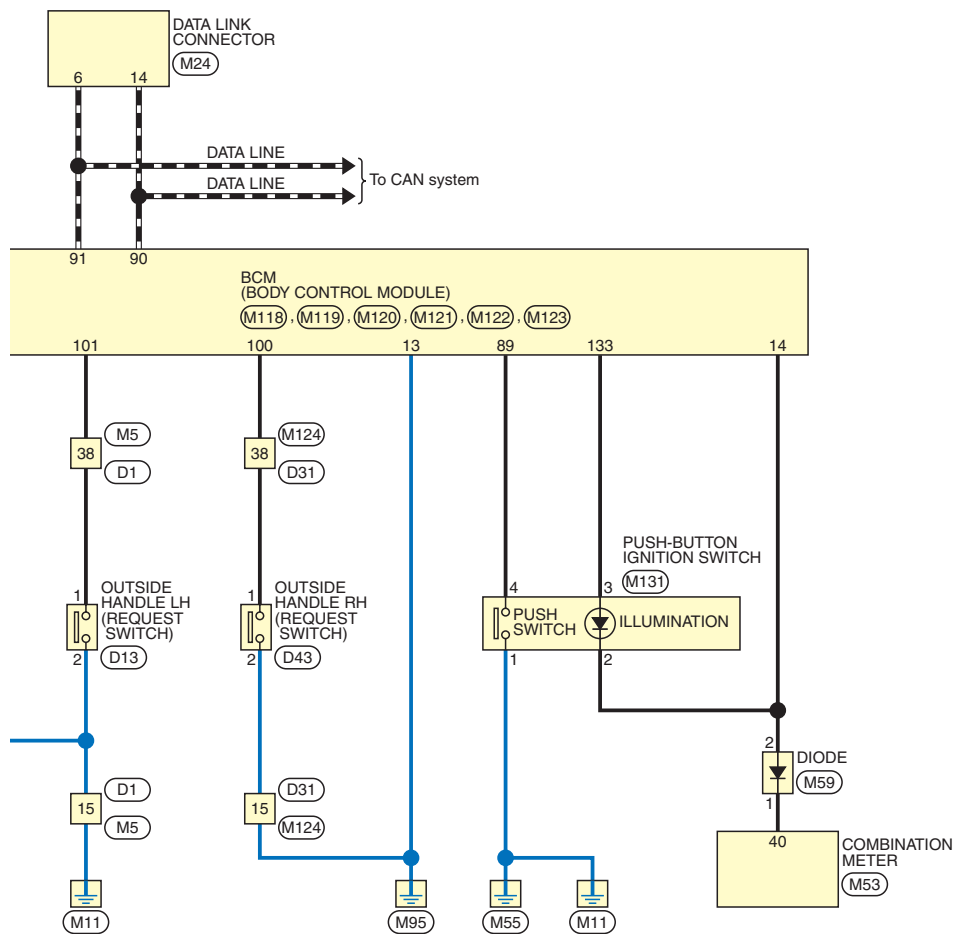 DATA LINK
CONNECTOR
M24
6 14
DATA LINE
DATA LINE
To CAN system
91 90
BCM
(BODY CONTROL MODULE)
M118 , M119 , M120 , M121 , M122 , M123
101 100 13 89 133 14
38 M5
D1
38 M124
D31
OUTSIDE
HANDLE LH
(REQUEST
SWITCH)
D13
1
2
OUTSIDE
HANDLE RH
(REQUEST
SWITCH)
D43
1
2
PUSH-BUTTON
IGNITION SWITCH
M131
4 3
PUSH
SWITCH
ILLUMINATION
1 2
2
DIODE
M59
1
15 D1
M5
15 D31
M124
40
COMBINATION
METER
M53
M11 M95 M55 M11